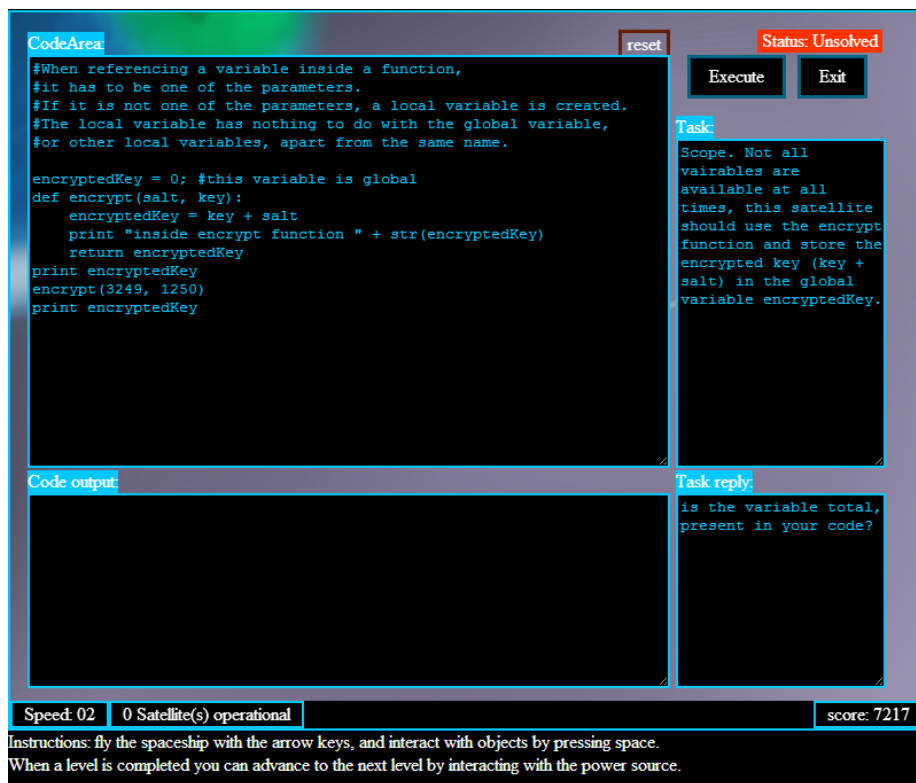 CodeArea:
reset
Status: Unsolved
Execute
Exit
#When referencing a variable inside a function,
#it has to be one of the parameters.
#If it is not one of the parameters, a local variable is created.
#The local variable has nothing to do with the global variable,
#or other local variables, apart from the same name.
encryptedKey = 0; #this variable is global
def encrypt(salt, key):
    encryptedKey = key + salt
    print "inside encrypt function " + str(encryptedKey)
    return encryptedKey
print encryptedKey
encrypt(3249, 1250)
print encryptedKey
Task:
Scope. Not all
vairables are
available at all
times, this satellite
should use the encrypt
function and store the
encrypted key (key +
salt) in the global
variable encryptedKey.
Code output:
Task reply:
is the variable total,
present in your code?
Speed: 02
0 Satellite(s) operational
score: 7217
Instructions: fly the spaceship with the arrow keys, and interact with objects by pressing space.
When a level is completed you can advance to the next level by interacting with the power source.